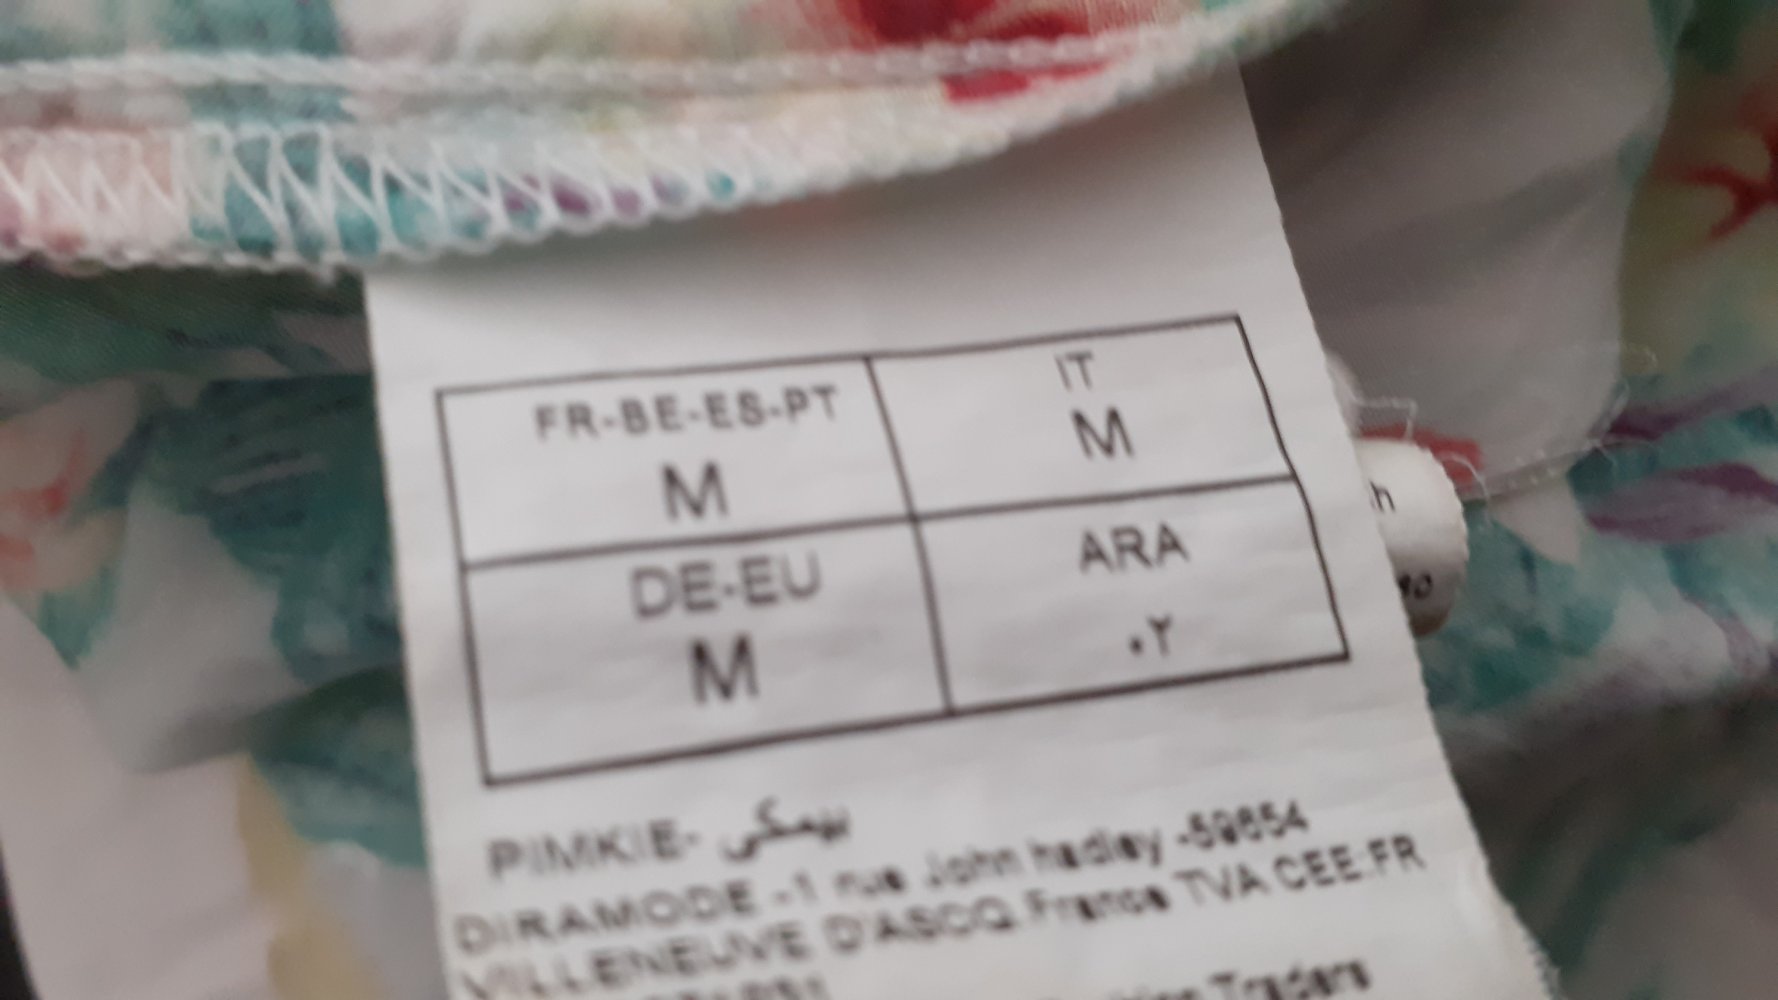 FR-BE-ES-PT
M
IT
M
DE-EU
M
ARA
٠٢
PIMKIE- بيمكي
DIRAMODE -1 rue John hadley -59654
VILLENEUVE D'ASCQ France TVA CEE:FR
Traders